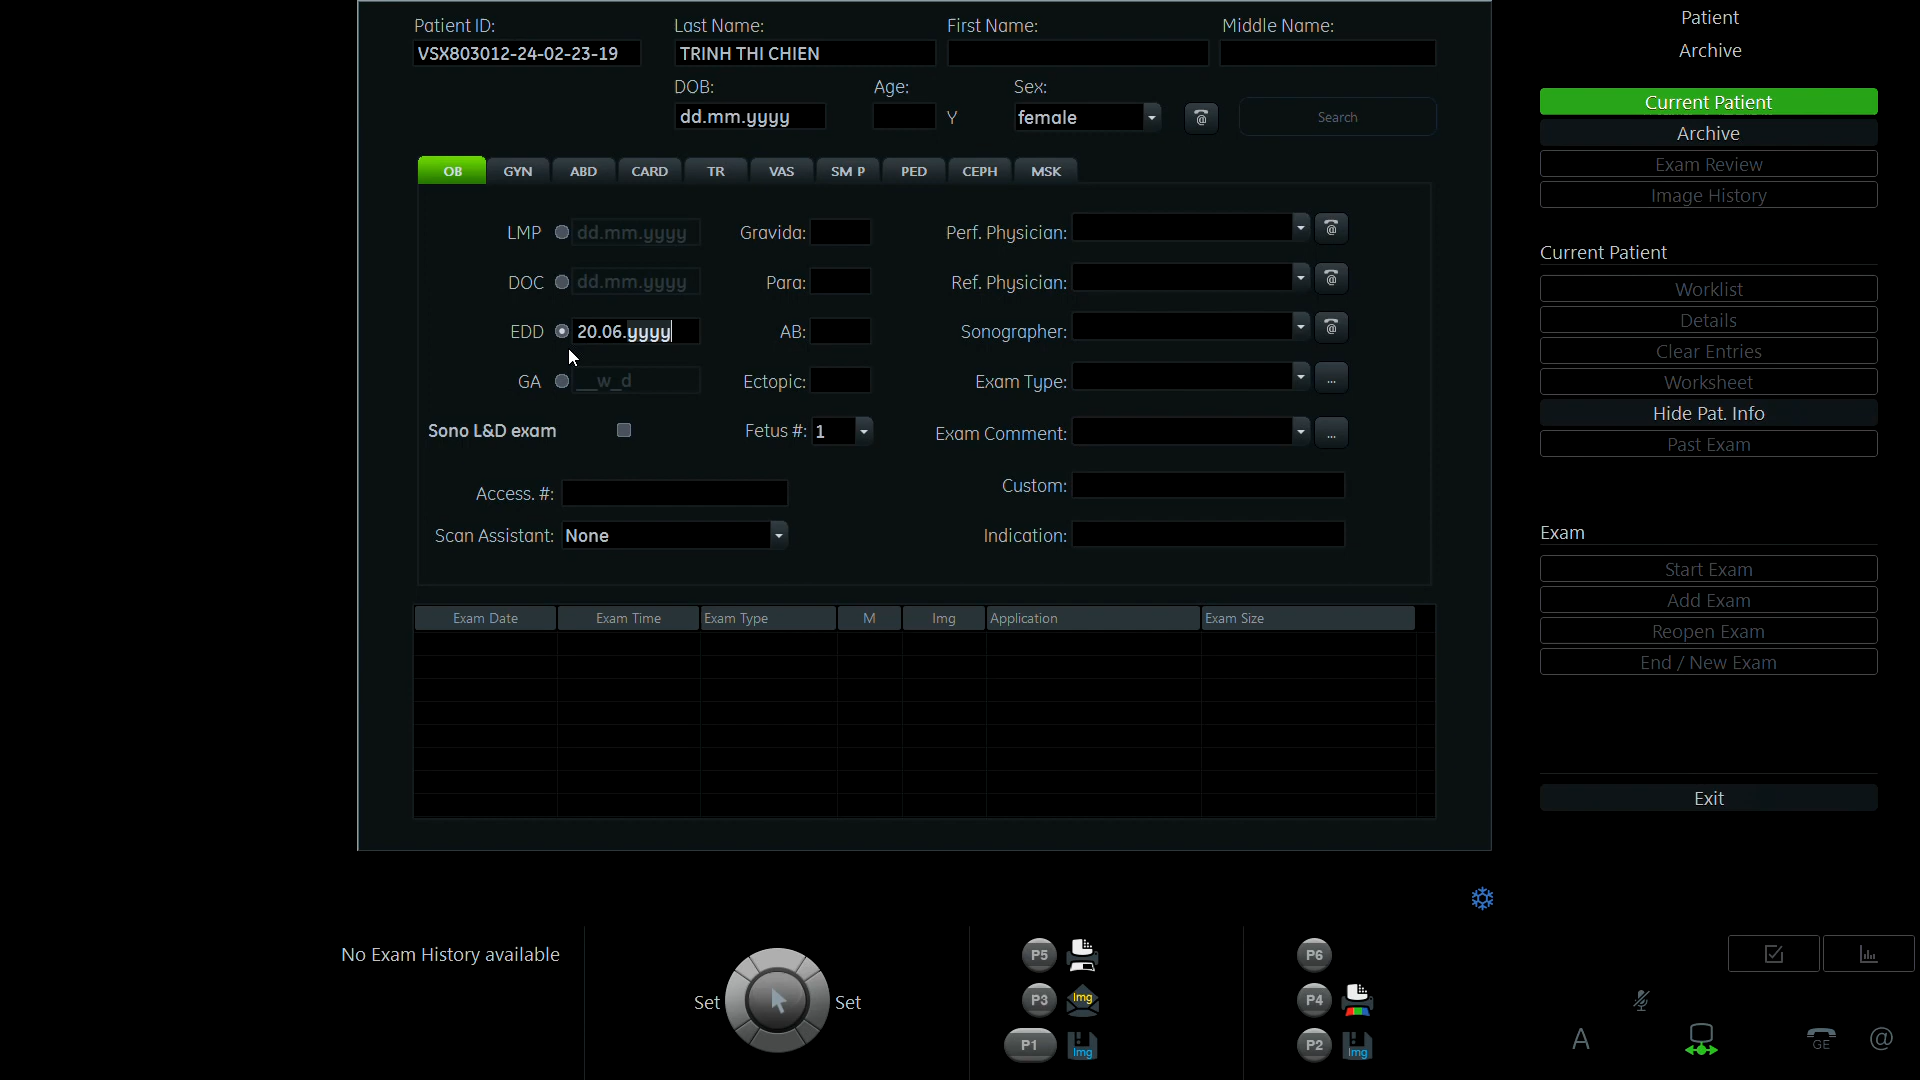 Patient ID: Last Name: First Name: Middle Name:
VSX803012-24-02-23-19 TRINH THI CHIEN
DOB: Age: Sex:
dd.mm.yyyy Y female @ Search
OB GYN ABD CARD TR VAS SM P PED CEPH MSK
LMP dd.mm.yyyy Gravida: Perf. Physician: @
DOC dd.mm.yyyy Para: Ref. Physician: @
EDD 20.06.yyyy AB: Sonographer: @
GA __w_d Ectopic: Exam Type: ...
Sono L&D exam Fetus #: 1 Exam Comment: ...
Custom:
Access. #:
Scan Assistant: None Indication:
Exam Date Exam Time Exam Type M Img Application Exam Size
Patient
Archive
Current Patient
Archive
Exam Review
Image History
Current Patient
Worklist
Details
Clear Entries
Worksheet
Hide Pat. Info
Past Exam
Exam
Start Exam
Add Exam
Reopen Exam
End / New Exam
Exit
No Exam History available
Set Set
P5 P6
P3 Img P4
P1 Img P2 Img
A GE @